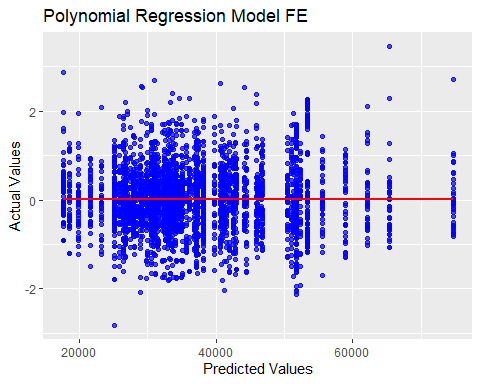 Polynomial Regression Model FE
Actual Values
2
0
-2
20000
40000
60000
Predicted Values